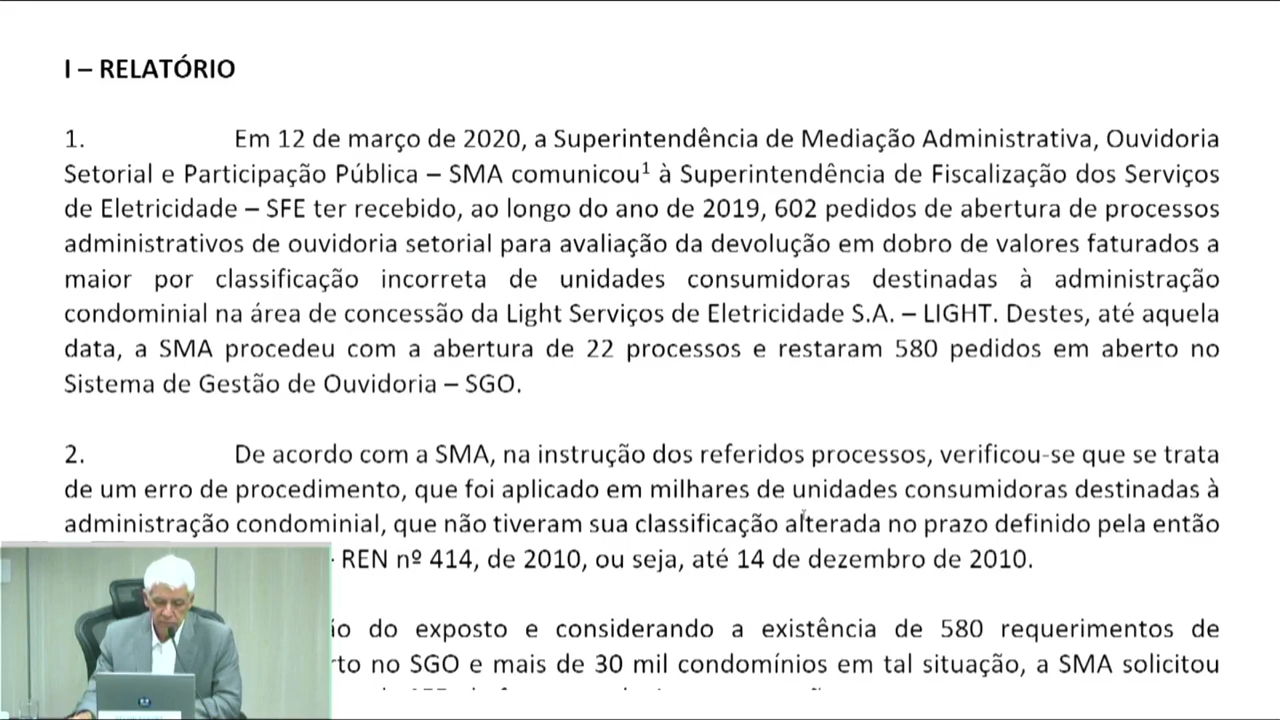 I – RELATÓRIO
1. Em 12 de março de 2020, a Superintendência de Mediação Administrativa, Ouvidoria
Setorial e Participação Pública – SMA comunicou¹ à Superintendência de Fiscalização dos Serviços
de Eletricidade – SFE ter recebido, ao longo do ano de 2019, 602 pedidos de abertura de processos
administrativos de ouvidoria setorial para avaliação da devolução em dobro de valores faturados a
maior por classificação incorreta de unidades consumidoras destinadas à administração
condominial na área de concessão da Light Serviços de Eletricidade S.A. – LIGHT. Destes, até aquela
data, a SMA procedeu com a abertura de 22 processos e restaram 580 pedidos em aberto no
Sistema de Gestão de Ouvidoria – SGO.
2. De acordo com a SMA, na instrução dos referidos processos, verificou-se que se trata
de um erro de procedimento, que foi aplicado em milhares de unidades consumidoras destinadas à
administração condominial, que não tiveram sua classificação alterada no prazo definido pela então
REN nº 414, de 2010, ou seja, até 14 de dezembro de 2010.
do exposto e considerando a existência de 580 requerimentos de
no SGO e mais de 30 mil condomínios em tal situação, a SMA solicitou